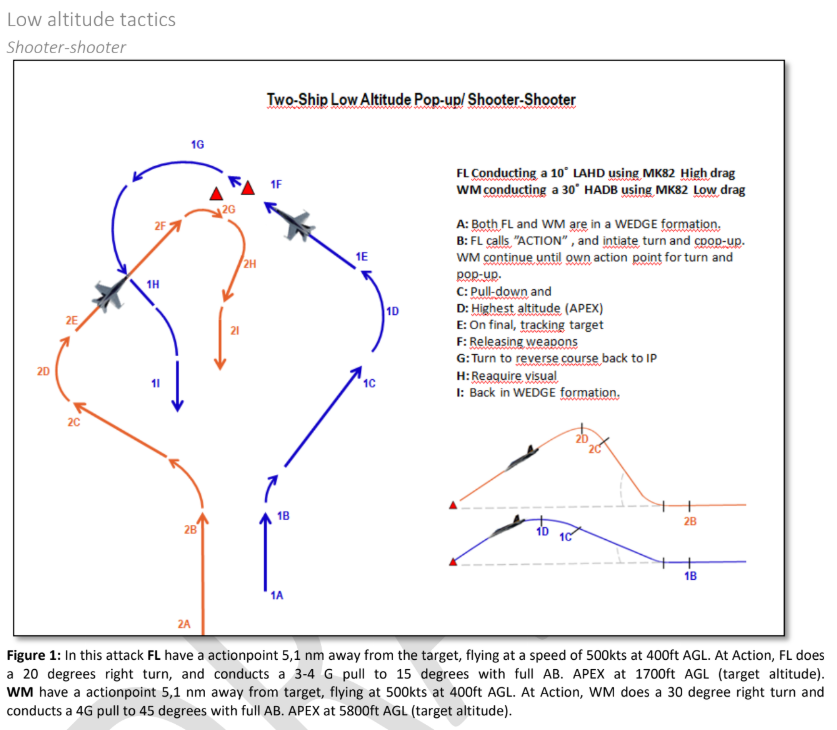 Low altitude tactics
Shooter-shooter
Two-Ship Low Altitude Pop-up/ Shooter-Shooter
FL Conducting a 10° LAHD using MK82 High drag
WM conducting a 30° HADB using MK82 Low drag
A: Both FL and WM are in a WEDGE formation.
B: FL calls "ACTION" , and intiate turn and cpop-up.
WM continue until own action point for turn and
pop-up.
C: Pull-down and
D: Highest altitude (APEX)
E: On final, tracking target
F: Releasing weapons
G: Turn to reverse course back to IP
H: Reaquire visual
I: Back in WEDGE formation.
1G
1F
2G
2F
1E
2H
1H
1D
2E
2I
2D
1I
1C
2C
1B
2B
1A
2A
2D
2C
2B
1D
1C
1B
Figure 1: In this attack FL have a actionpoint 5,1 nm away from the target, flying at a speed of 500kts at 400ft AGL. At Action, FL does
a 20 degrees right turn, and conducts a 3-4 G pull to 15 degrees with full AB. APEX at 1700ft AGL (target altitude).
WM have a actionpoint 5,1 nm away from target, flying at 500kts at 400ft AGL. At Action, WM does a 30 degree right turn and
conducts a 4G pull to 45 degrees with full AB. APEX at 5800ft AGL (target altitude).